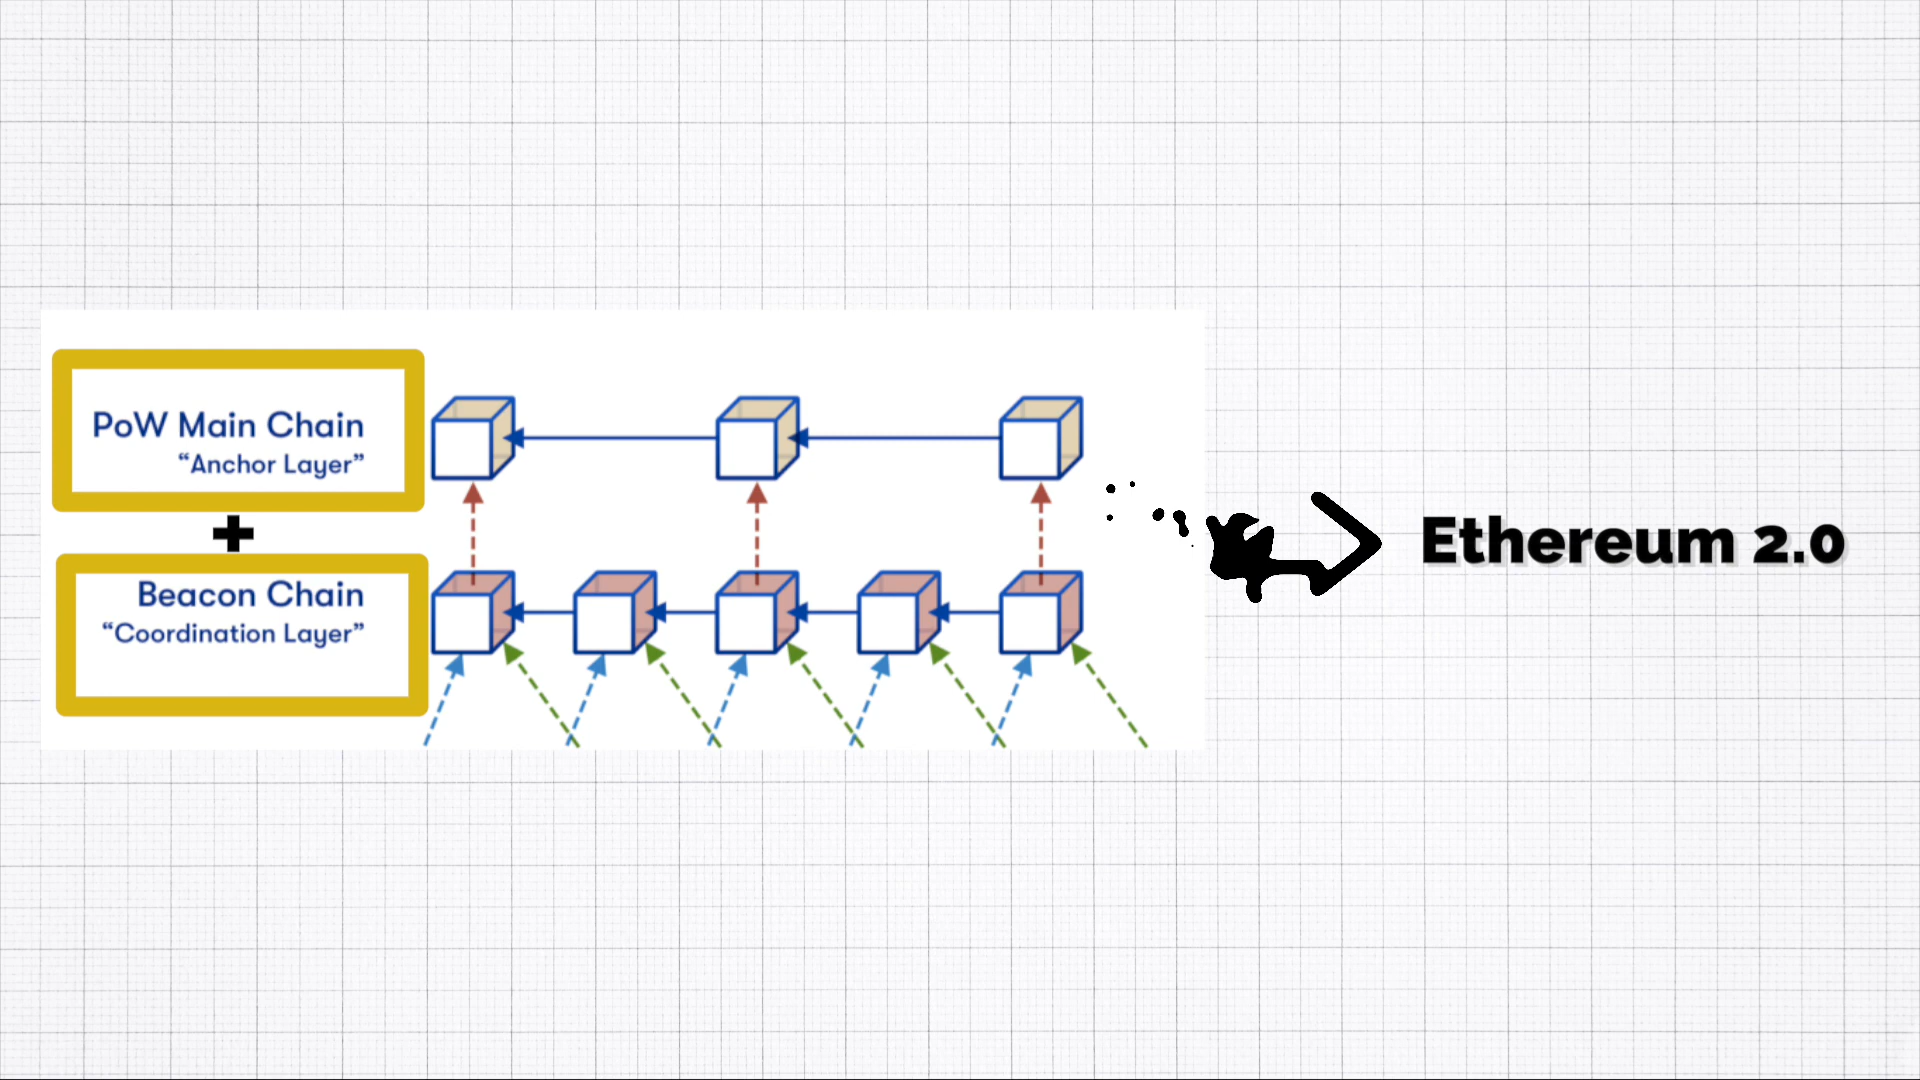 PoW Main Chain
“Anchor Layer”
+
Beacon Chain
“Coordination Layer”
Ethereum 2.0